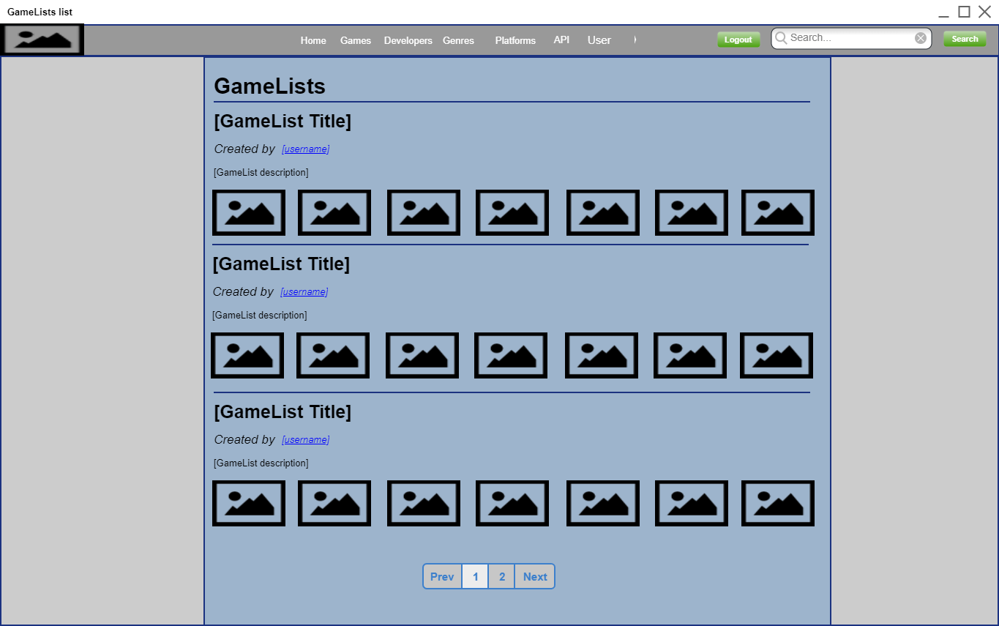 GameLists list
Home Games Developers Genres Platforms API User Logout Search... Search
GameLists
[GameList Title]
Created by [username]
[GameList description]
[GameList Title]
Created by [username]
[GameList description]
[GameList Title]
Created by [username]
[GameList description]
Prev 1 2 Next